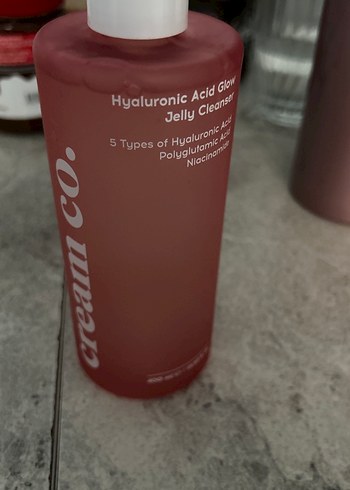 Hyaluronic Acid Glow
Jelly Cleanser
5 Types of Hyaluronic Acid
Polyglutamic Acid
Niacinamide
cream co.